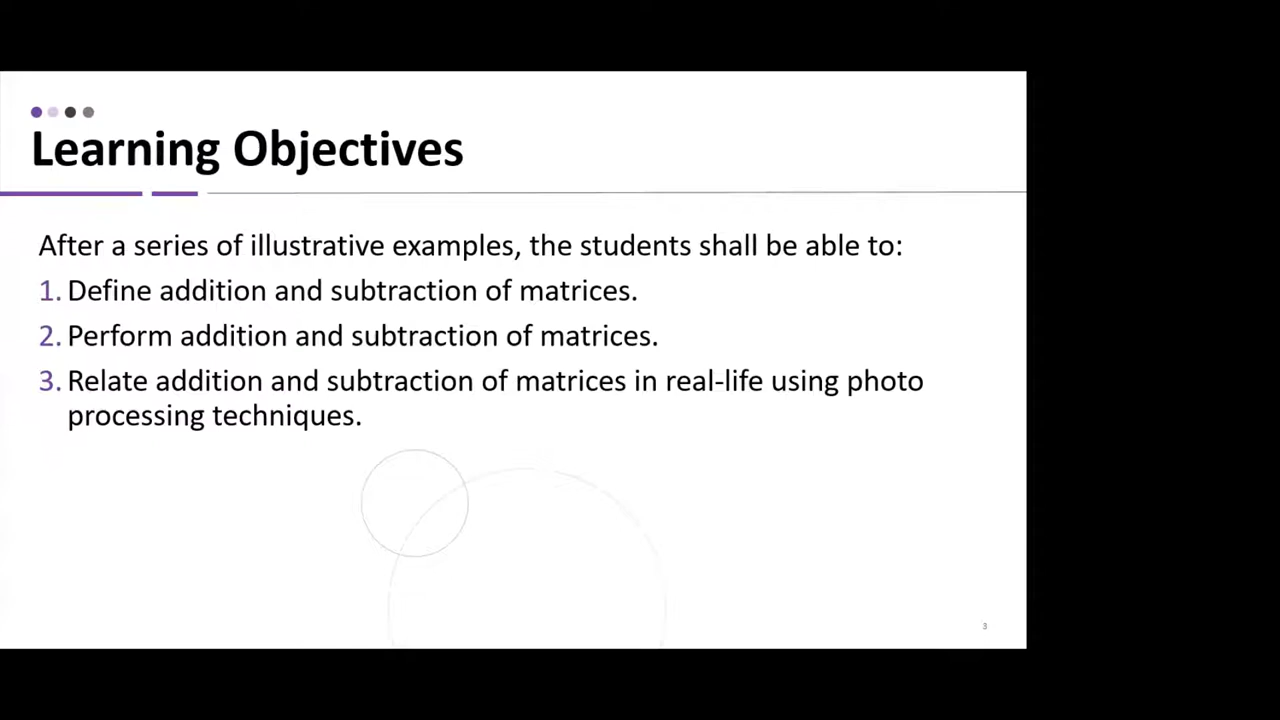 Learning Objectives
After a series of illustrative examples, the students shall be able to:
1. Define addition and subtraction of matrices.
2. Perform addition and subtraction of matrices.
3. Relate addition and subtraction of matrices in real-life using photo
processing techniques.
3